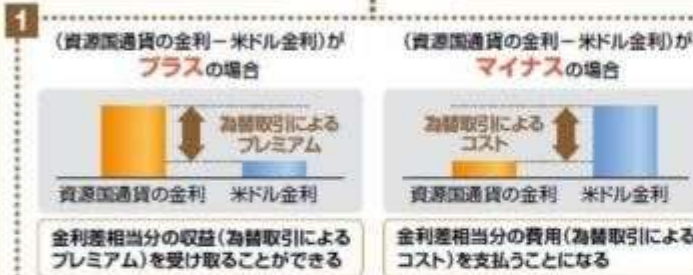 1
(資源国通貨の金利－米ドル金利)が
プラスの場合
為替取引による
プレミアム
資源国通貨の金利 米ドル金利
金利差相当分の収益(為替取引による
プレミアム)を受け取ることができる
(資源国通貨の金利－米ドル金利)が
マイナスの場合
為替取引による
コスト
資源国通貨の金利 米ドル金利
金利差相当分の費用(為替取引による
コスト)を支払うことになる